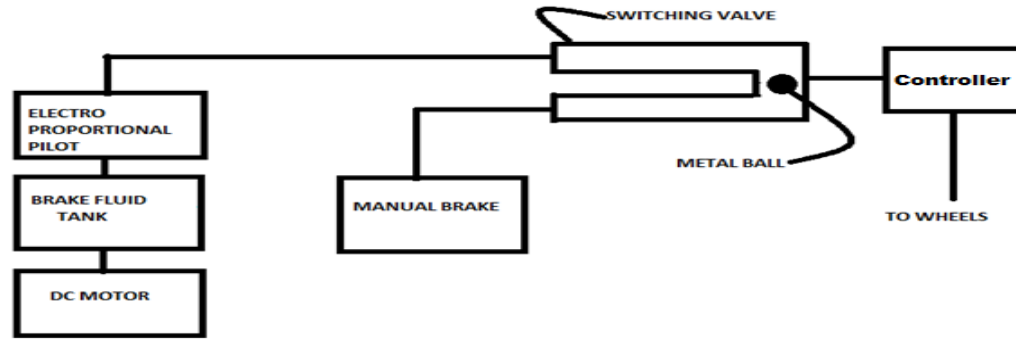 SWITCHING VALVE
Controller
ELECTRO
PROPORTIONAL
PILOT
METAL BALL
BRAKE FLUID
TANK
MANUAL BRAKE
TO WHEELS
DC MOTOR